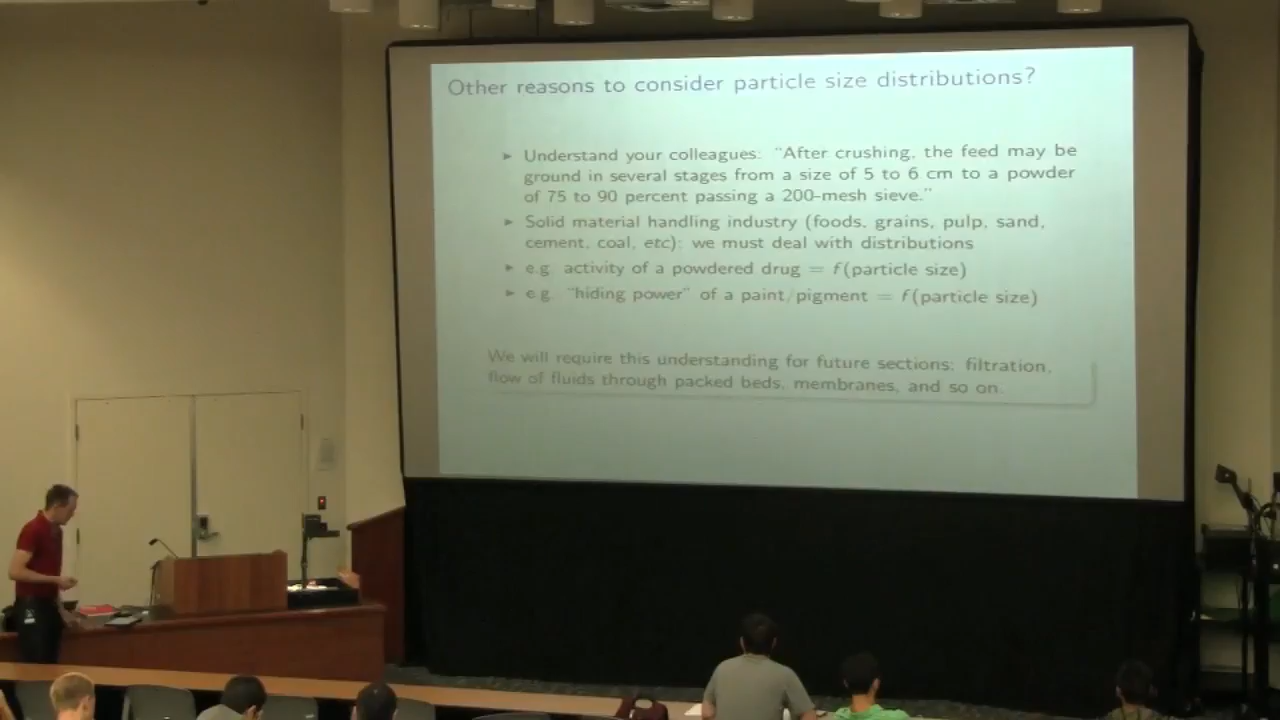 Other reasons to consider particle size distributions?
► Understand your colleagues: "After crushing, the feed may be
ground in several stages from a size of 5 to 6 cm to a powder
of 75 to 90 percent passing a 200-mesh sieve."
► Solid material handling industry (foods, grains, pulp, sand,
cement, coal, etc): we must deal with distributions
► e.g. activity of a powdered drug = f(particle size)
► e.g. "hiding power" of a paint/pigment = f(particle size)
We will require this understanding for future sections: filtration,
flow of fluids through packed beds, membranes, and so on.